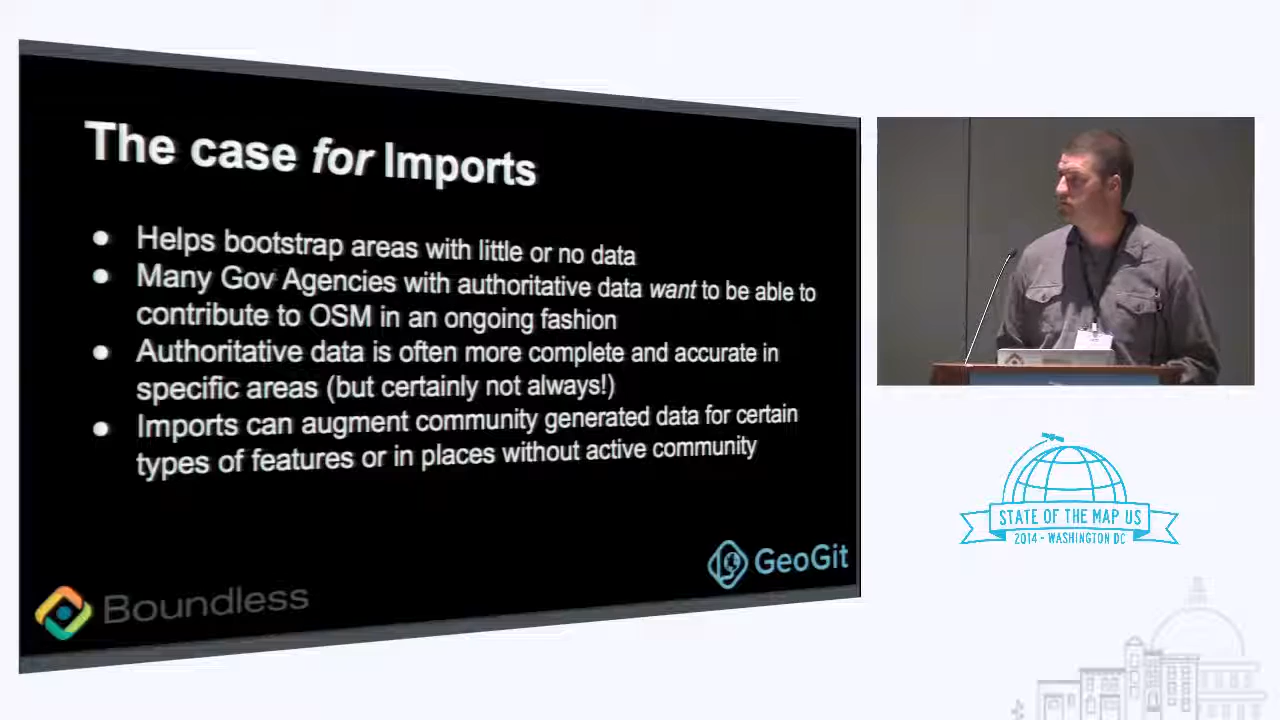 The case for Imports
● Helps bootstrap areas with little or no data
● Many Gov Agencies with authoritative data want to be able to
contribute to OSM in an ongoing fashion
● Authoritative data is often more complete and accurate in
specific areas (but certainly not always!)
● Imports can augment community generated data for certain
types of features or in places without active community
GeoGit
Boundless
STATE OF THE MAP US
2014 - WASHINGTON DC